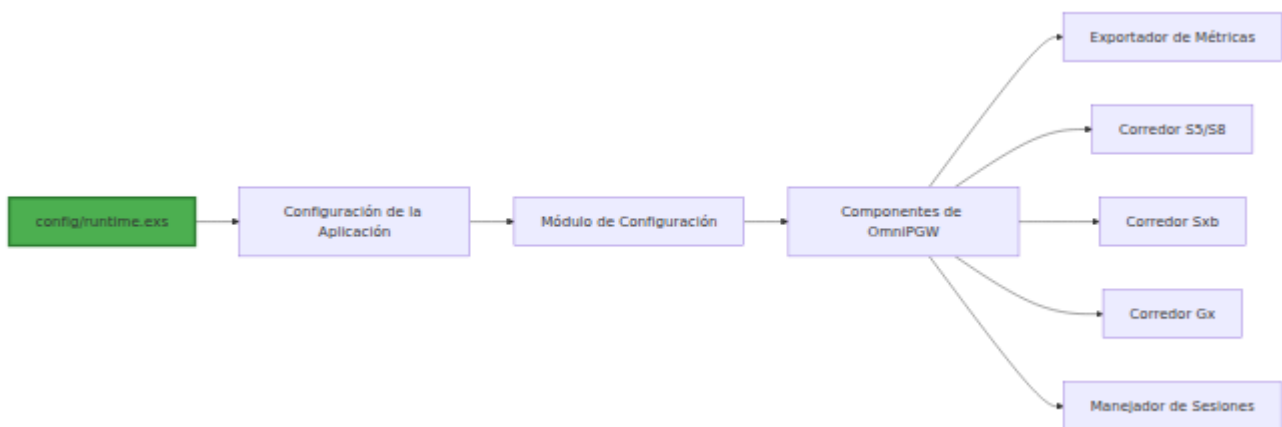 config/runtime.exs
Configuración de la
Aplicación
Módulo de Configuración
Componentes de
OmniPGW
Exportador de Métricas
Corredor S5/S8
Corredor Sxb
Corredor Gx
Manejador de Sesiones